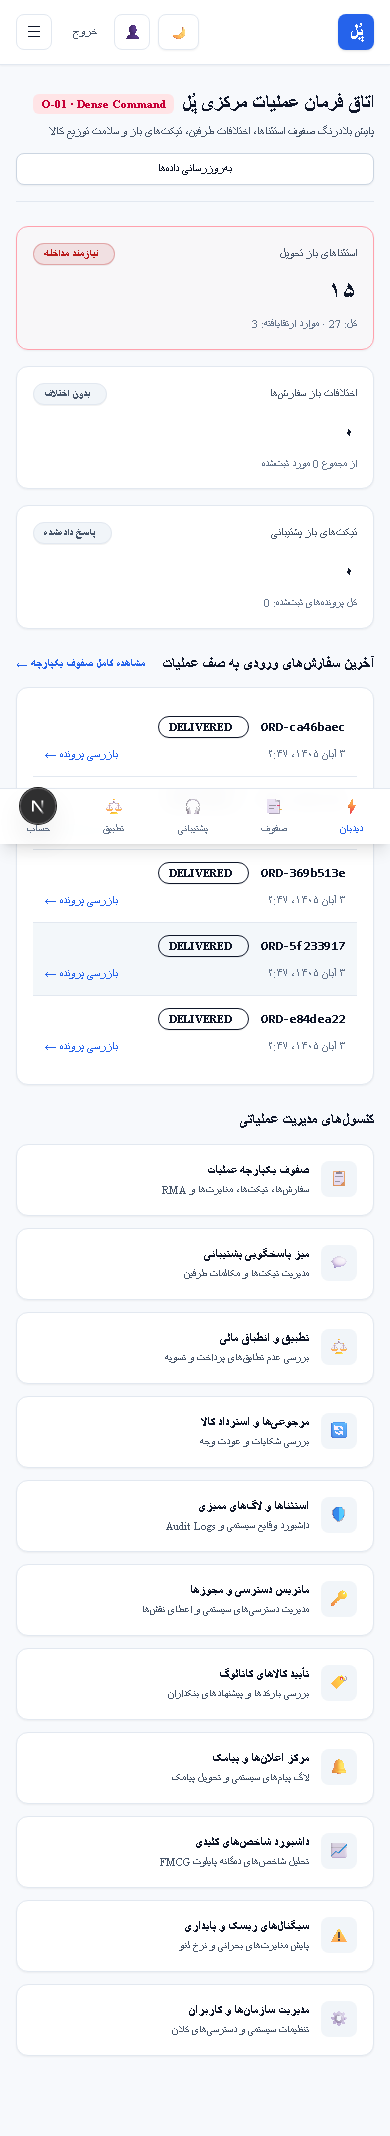 پُل
خروج
اتاق فرمان عملیات مرکزی پُل
O-01 · Dense Command
پایش بلادرنگ صفوف استثناها، اختلافات طرفین، تیکت‌های باز و سلامت توزیع کالا
به‌روزرسانی داده‌ها
استثناهای باز تحویل
نیازمند مداخله
۱۵
کل: 27 · موارد ارتقایافته: 3
اختلافات باز سفارش‌ها
بدون اختلاف
۰
از مجموع 0 مورد ثبت‌شده
تیکت‌های باز پشتیبانی
پاسخ داده‌شده
۰
کل پرونده‌های ثبت‌شده: 0
آخرین سفارش‌های ورودی به صف عملیات
مشاهده کامل صفوف یکپارچه ←
ORD-ca46baec DELIVERED
۳ آبان ۱۴۰۵، ۲:۴۷
بازرسی پرونده ←
دیدبان
صفوف
پشتیبانی
تطبیق
حساب
N
ORD-369b513e DELIVERED
۳ آبان ۱۴۰۵، ۲:۴۷
بازرسی پرونده ←
ORD-5f233917 DELIVERED
۳ آبان ۱۴۰۵، ۲:۴۷
بازرسی پرونده ←
ORD-e84dea22 DELIVERED
۳ آبان ۱۴۰۵، ۲:۴۷
بازرسی پرونده ←
کنسول‌های مدیریت عملیاتی
صفوف یکپارچه عملیات
سفارش‌ها، تیکت‌ها، مغایرت‌ها و RMA
میز پاسخگویی پشتیبانی
مدیریت تیکت‌ها و مکالمات طرفین
تطبیق و انطباق مالی
بررسی عدم تطابق‌های پرداخت و تسویه
مرجوعی‌ها و استرداد کالا
بررسی شکایات و عودت وجه
استثناها و لاگ‌های ممیزی
داشبورد وقایع سیستمی و Audit Logs
ماتریس دسترسی و مجوزها
مدیریت دسترسی‌های سیستمی و اعطای نقش‌ها
تأیید کالاهای کاتالوگ
بررسی بارکدها و پیشنهادهای بنکداران
مرکز اعلان‌ها و پیامک
لاگ پیام‌های سیستمی و تحویل پیامک
داشبورد شاخص‌های کلیدی
تحلیل شاخص‌های ده‌گانه پایلوت FMCG
سیگنال‌های ریسک و پایداری
پایش مغایرت‌های بحرانی و نرخ لغو
مدیریت سازمان‌ها و کاربران
تنظیمات سیستمی و دسترسی‌های کلان